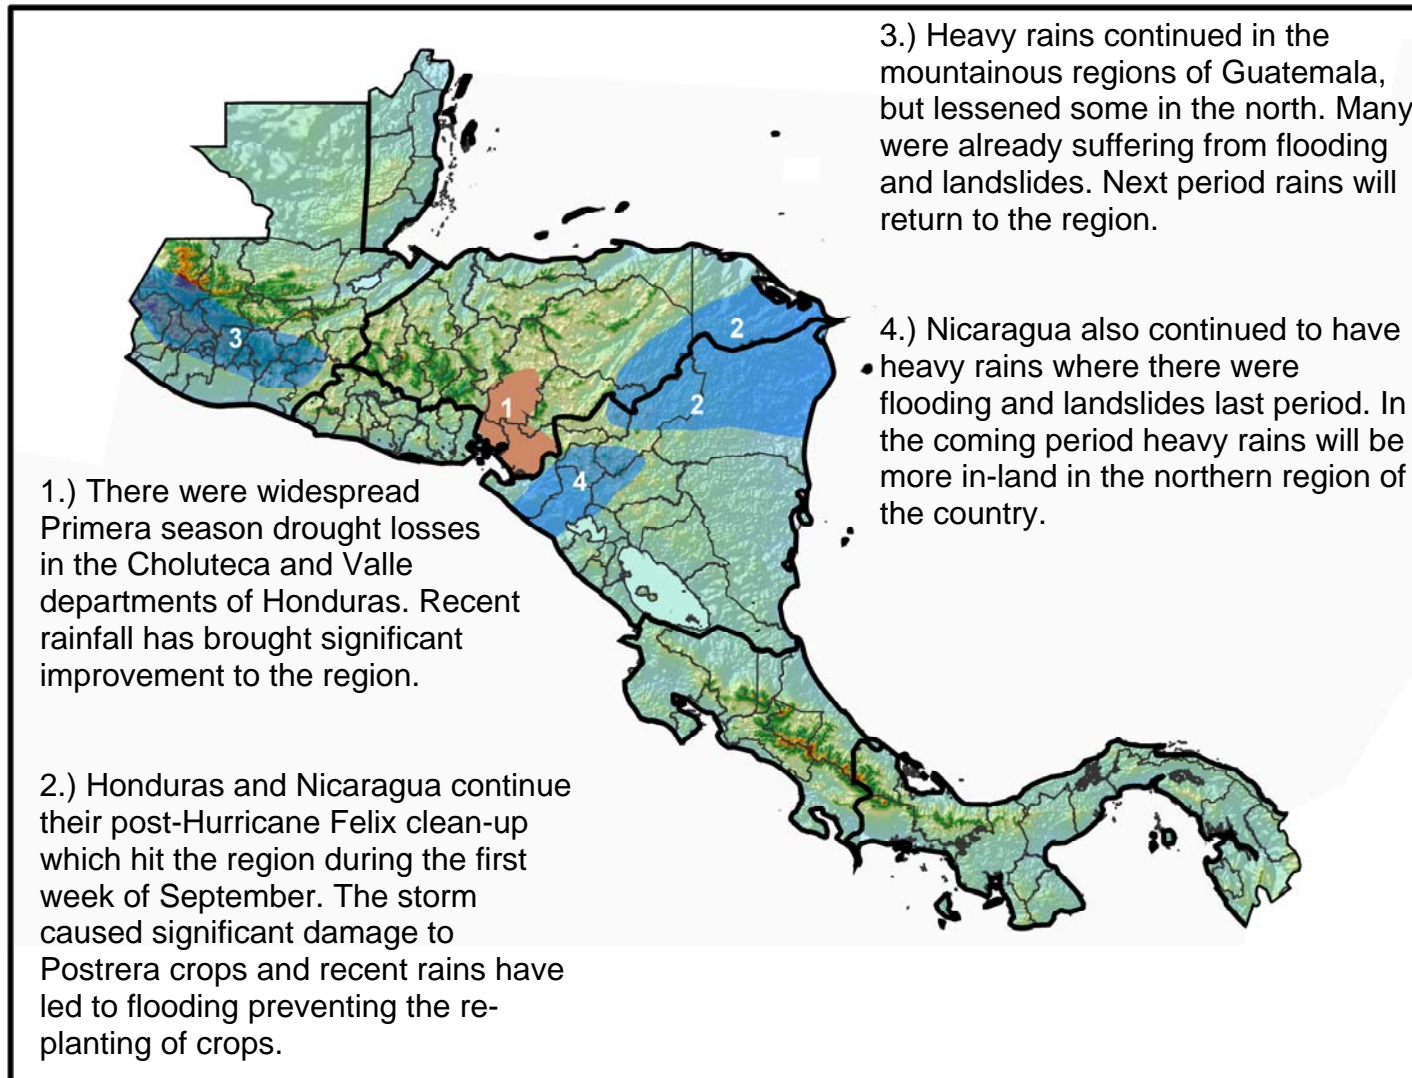 3.) Heavy rains continued in the
mountainous regions of Guatemala,
but lessened some in the north. Many
were already suffering from flooding
and landslides. Next period rains will
return to the region.
4.) Nicaragua also continued to have
heavy rains where there were
flooding and landslides last period. In
the coming period heavy rains will be
more in-land in the northern region of
the country.
2
3
2
1
4
1.) There were widespread
Primera season drought losses
in the Choluteca and Valle
departments of Honduras. Recent
rainfall has brought significant
improvement to the region.
2.) Honduras and Nicaragua continue
their post-Hurricane Felix clean-up
which hit the region during the first
week of September. The storm
caused significant damage to
Postrera crops and recent rains have
led to flooding preventing the re-
planting of crops.